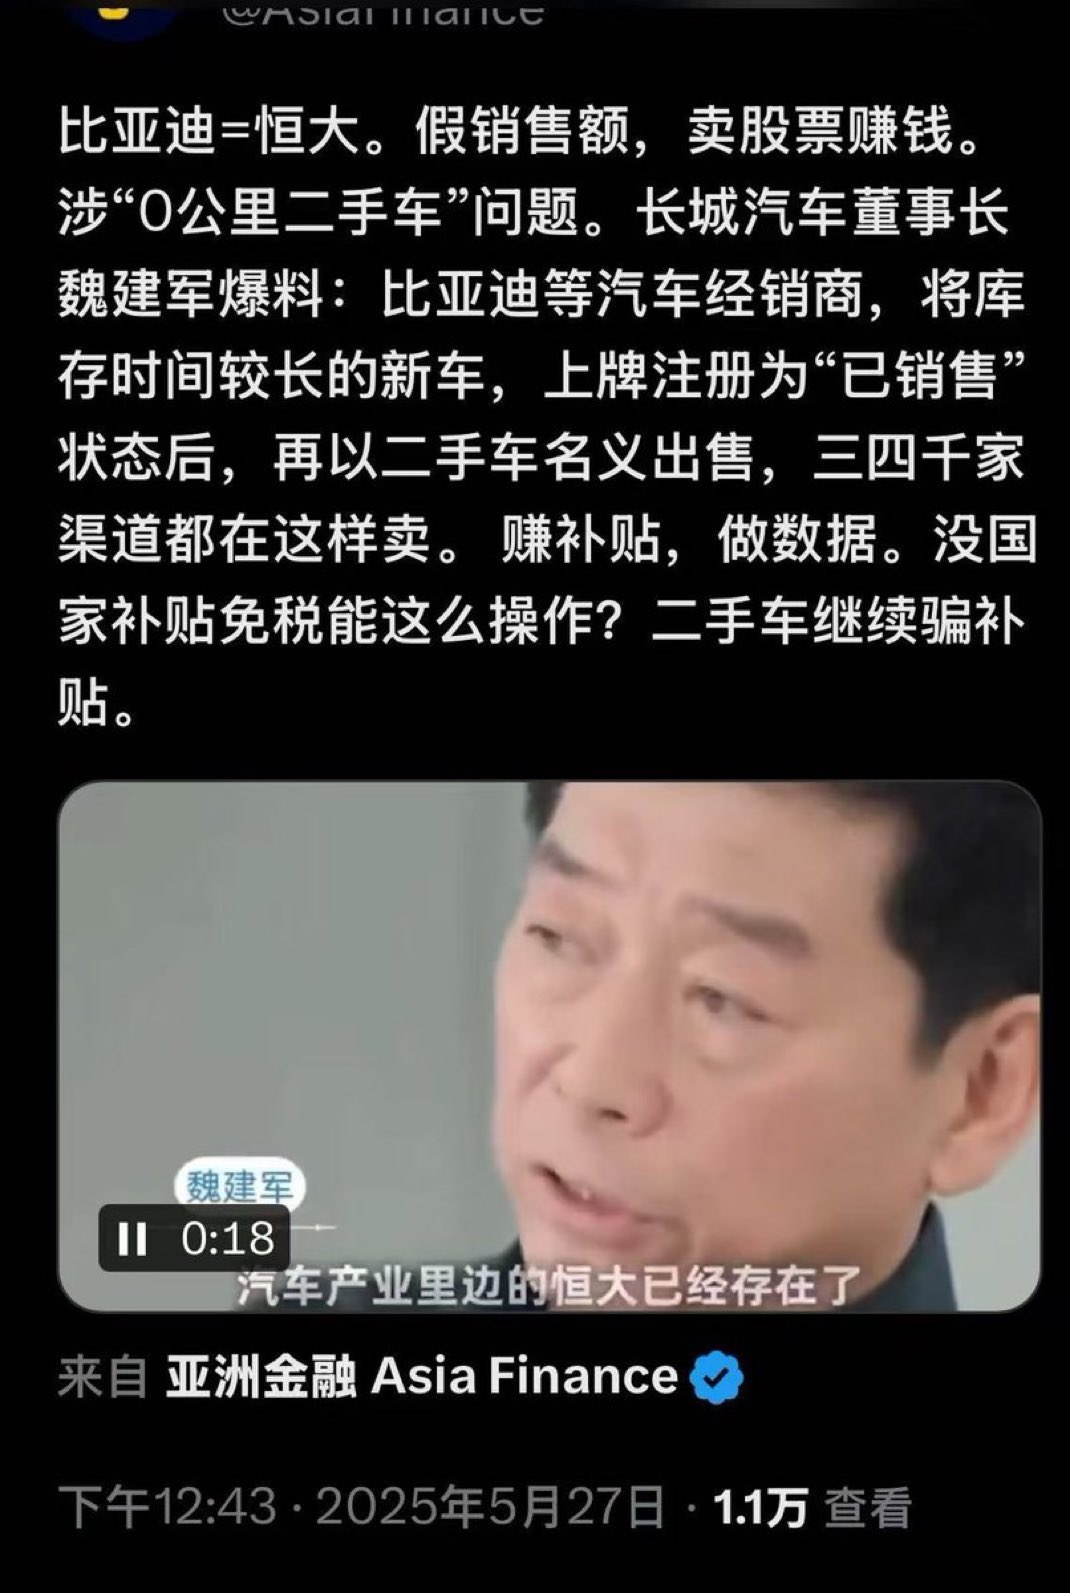 @AsiaFinance
比亚迪=恒大。假销售额，卖股票赚钱。
涉“0公里二手车”问题。长城汽车董事长
魏建军爆料：比亚迪等汽车经销商，将库
存时间较长的新车，上牌注册为“已销售”
状态后，再以二手车名义出售，三四千家
渠道都在这样卖。 赚补贴，做数据。没国
家补贴免税能这么操作？二手车继续骗补
贴。
魏建军
0:18
汽车产业里边的恒大已经存在了
来自 亚洲金融 Asia Finance
下午12:43 · 2025年5月27日 · 1.1万 查看